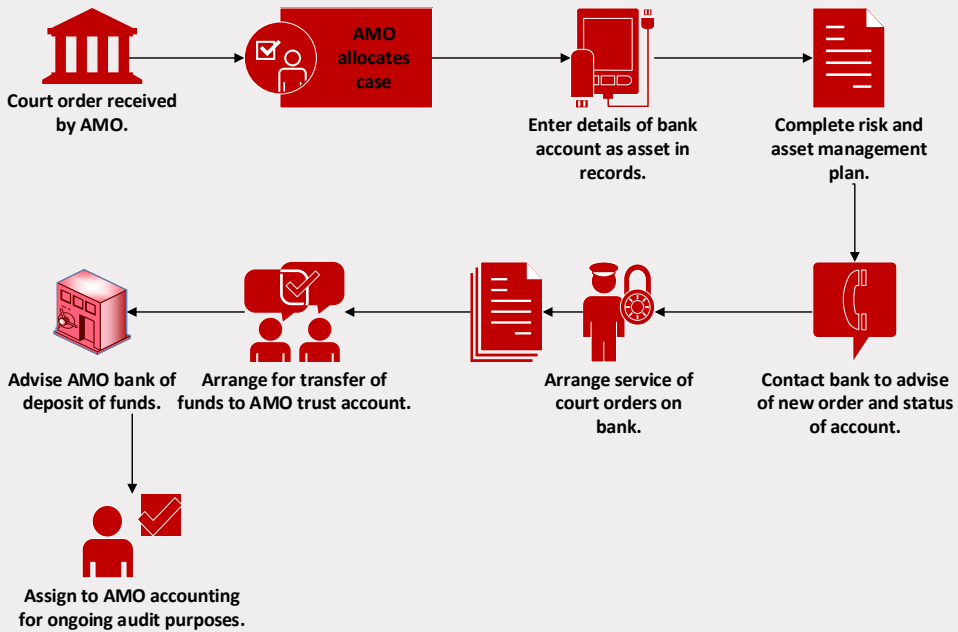 Court order received
by AMO.
AMO
allocates
case
Enter details of bank
account as asset in
records.
Complete risk and
asset management
plan.
Contact bank to advise
of new order and status
of account.
Arrange service of
court orders on
bank.
Arrange for transfer of
funds to AMO trust account.
Advise AMO bank of
deposit of funds.
Assign to AMO accounting
for ongoing audit purposes.